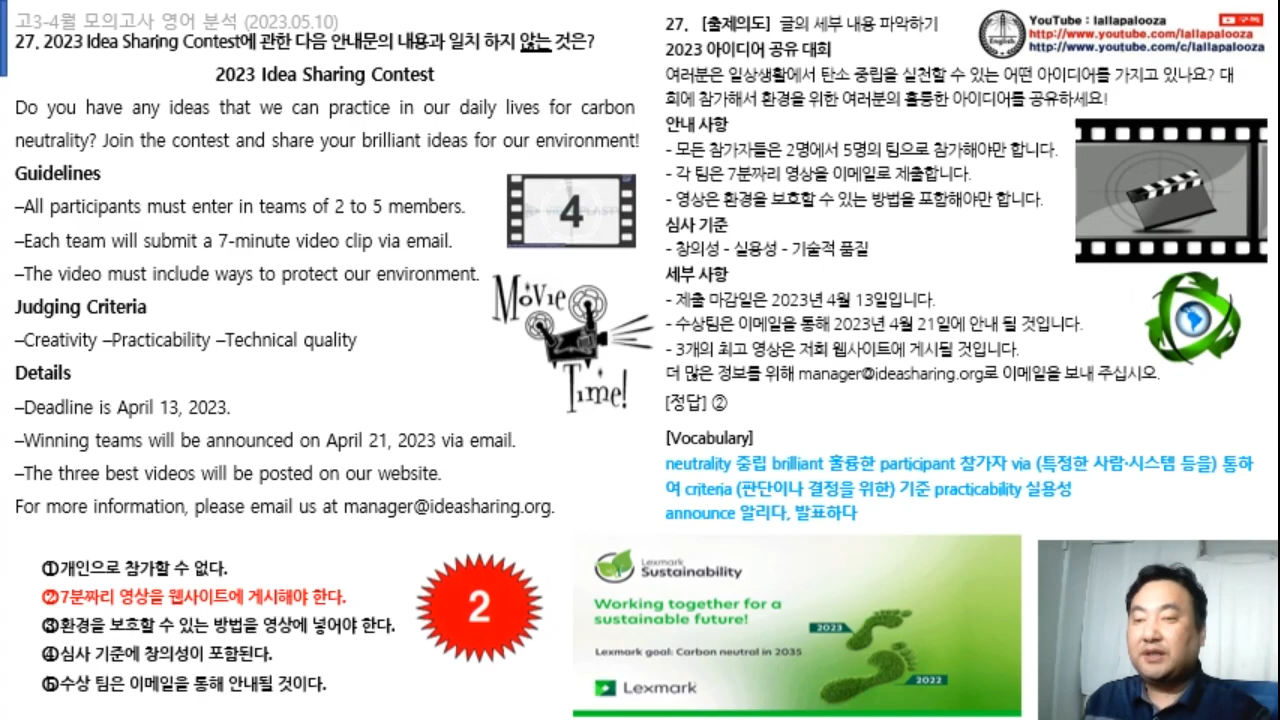 고3-4월 모의고사 영어 분석 (2023.05.10)
27. 2023 Idea Sharing Contest에 관한 다음 안내문의 내용과 일치 하지 않는 것은?
2023 Idea Sharing Contest
Do you have any ideas that we can practice in our daily lives for carbon
neutrality? Join the contest and share your brilliant ideas for our environment!
Guidelines
–All participants must enter in teams of 2 to 5 members.
–Each team will submit a 7-minute video clip via email.
–The video must include ways to protect our environment.
Judging Criteria
–Creativity –Practicability –Technical quality
Details
–Deadline is April 13, 2023.
–Winning teams will be announced on April 21, 2023 via email.
–The three best videos will be posted on our website.
For more information, please email us at manager@ideasharing.org.
4
Movie
Time!
①개인으로 참가할 수 없다.
②7분짜리 영상을 웹사이트에 게시해야 한다.
③환경을 보호할 수 있는 방법을 영상에 넣어야 한다.
④심사 기준에 창의성이 포함된다.
⑤수상 팀은 이메일을 통해 안내될 것이다.
2
27. [출제의도] 글의 세부 내용 파악하기
2023 아이디어 공유 대회
여러분은 일상생활에서 탄소 중립을 실천할 수 있는 어떤 아이디어를 가지고 있나요? 대
회에 참가해서 환경을 위한 여러분의 훌륭한 아이디어를 공유하세요!
안내 사항
- 모든 참가자들은 2명에서 5명의 팀으로 참가해야만 합니다.
- 각 팀은 7분짜리 영상을 이메일로 제출합니다.
- 영상은 환경을 보호할 수 있는 방법을 포함해야만 합니다.
심사 기준
- 창의성 - 실용성 - 기술적 품질
세부 사항
- 제출 마감일은 2023년 4월 13일입니다.
- 수상팀은 이메일을 통해 2023년 4월 21일에 안내 될 것입니다.
- 3개의 최고 영상은 저희 웹사이트에 게시될 것입니다.
더 많은 정보를 위해 manager@ideasharing.org로 이메일을 보내 주십시오.
[정답] ②
[Vocabulary]
neutrality 중립 brilliant 훌륭한 participant 참가자 via (특정한 사람·시스템 등을) 통하
여 criteria (판단이나 결정을 위한) 기준 practicability 실용성
announce 알리다, 발표하다
English
YouTube : lallapalooza
구독
http://www.youtube.com/lallapalooza
http://www.youtube.com/c/lallapalooza
Lexmark
Sustainability
Working together for a
sustainable future!
2023
Lexmark goal: Carbon neutral in 2035
2022
Lexmark